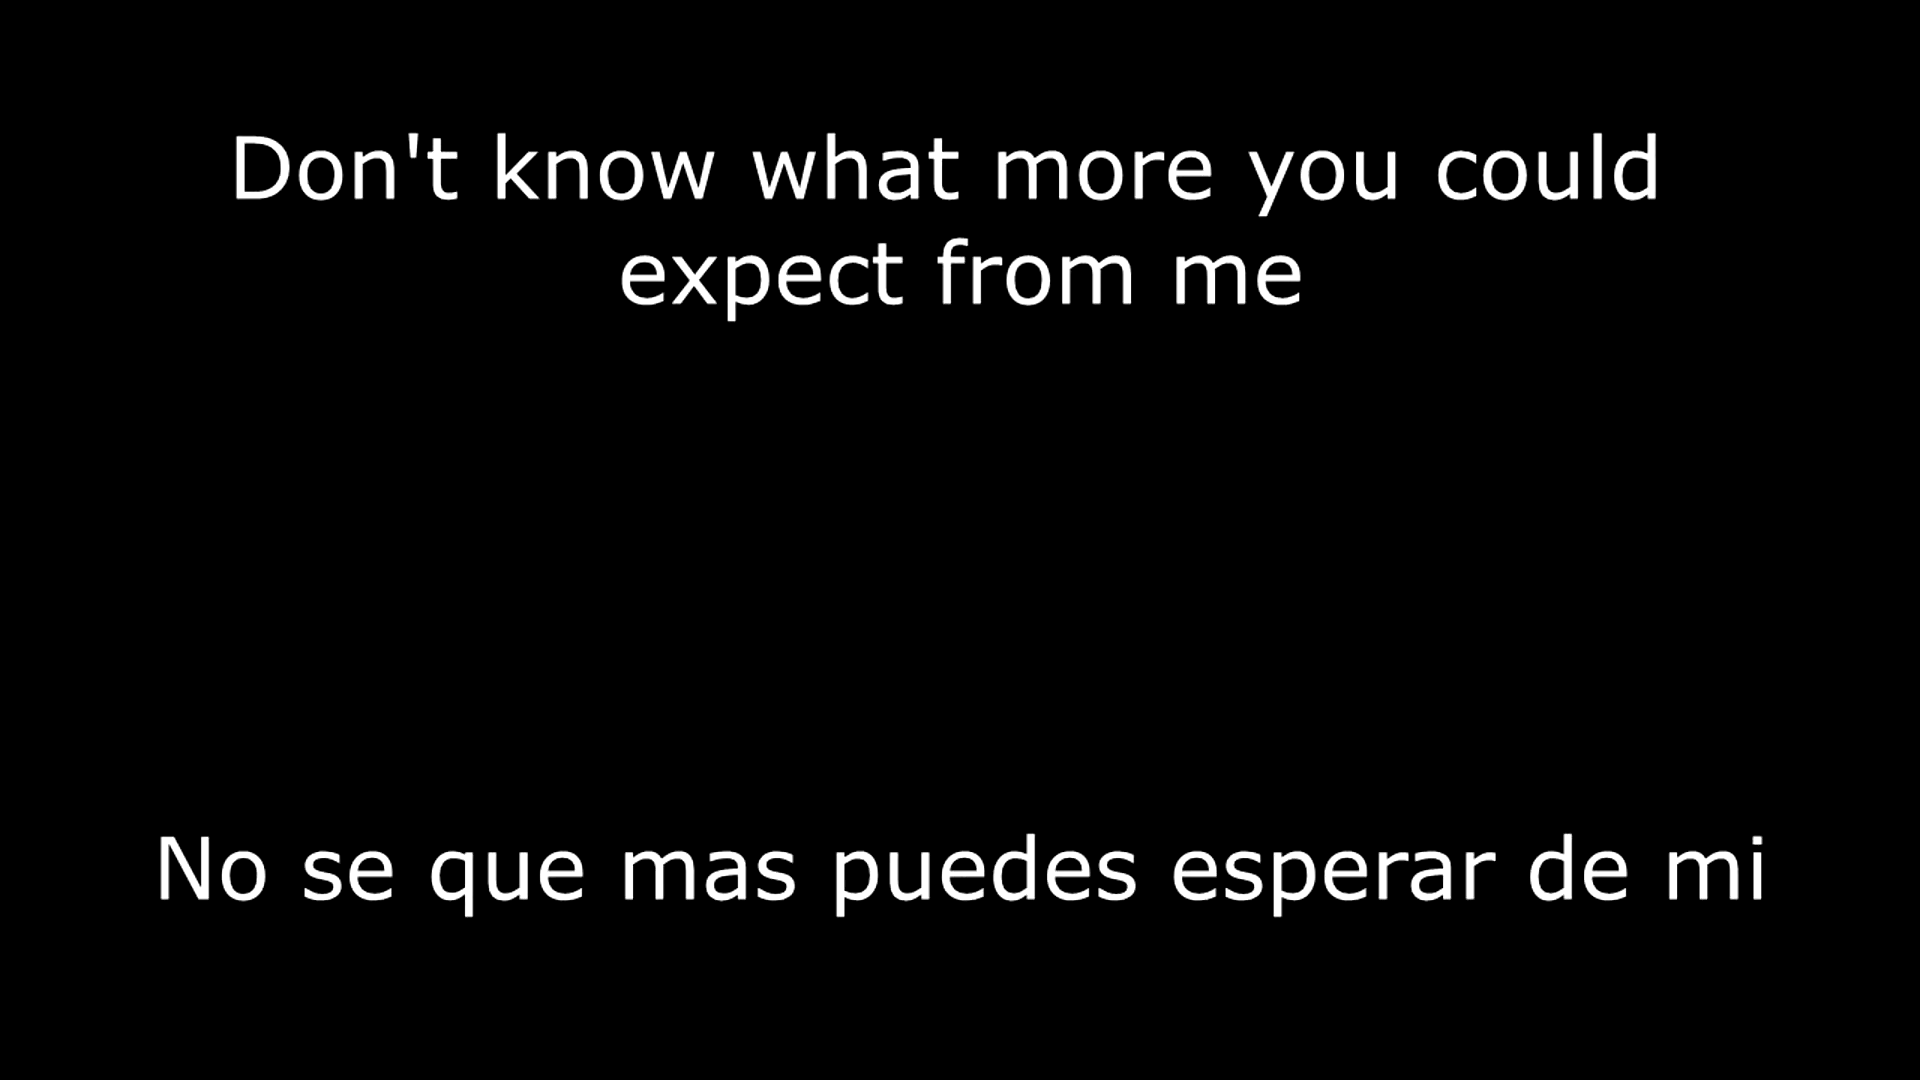 Don't know what more you could
expect from me
No se que mas puedes esperar de mi